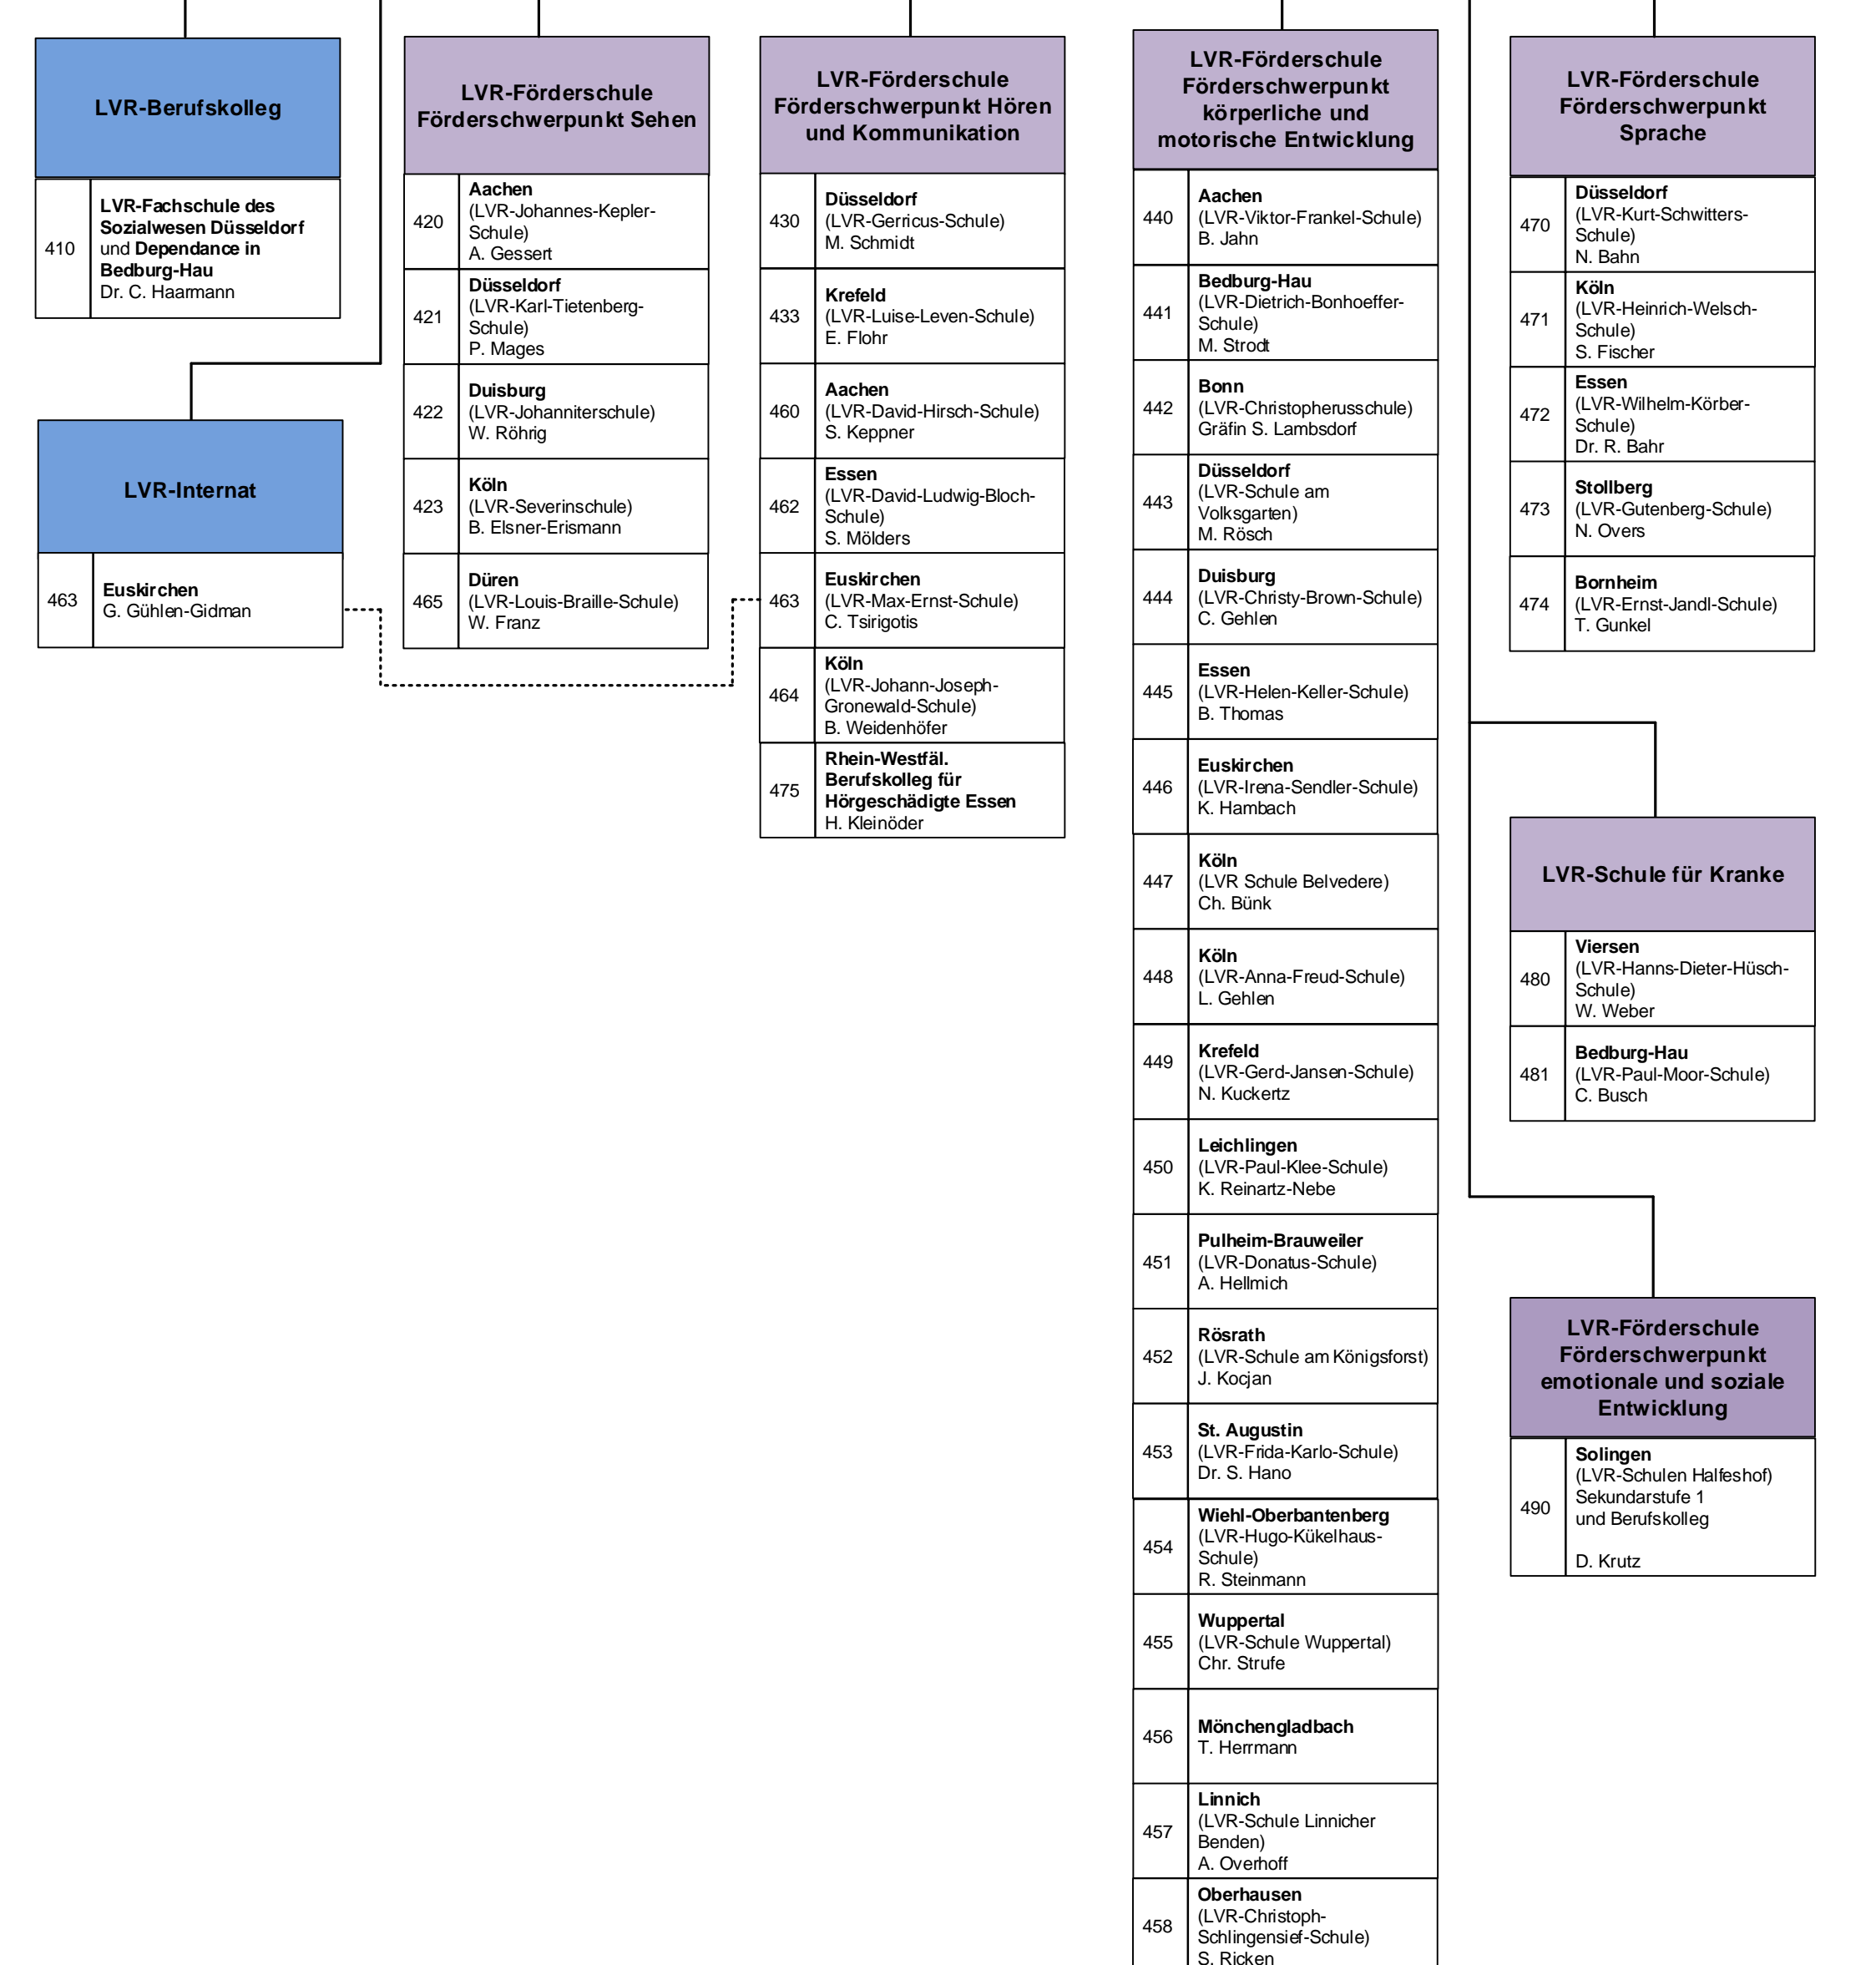 LVR-Berufskolleg
410
LVR-Fachschule des
Sozialwesen Düsseldorf
und Dependance in
Bedburg-Hau
Dr. C. Haarmann
LVR-Internat
463
Euskirchen
G. Gühlen-Gidman
LVR-Förderschule
Förderschwerpunkt Sehen
420
Aachen
(LVR-Johannes-Kepler-
Schule)
A. Gessert
421
Düsseldorf
(LVR-Karl-Tietenberg-
Schule)
P. Mages
422
Duisburg
(LVR-Johanniterschule)
W. Röhrig
423
Köln
(LVR-Severinschule)
B. Elsner-Erismann
465
Düren
(LVR-Louis-Braille-Schule)
W. Franz
LVR-Förderschule
Förderschwerpunkt Hören
und Kommunikation
430
Düsseldorf
(LVR-Gerricus-Schule)
M. Schmidt
433
Krefeld
(LVR-Luise-Leven-Schule)
E. Flohr
460
Aachen
(LVR-David-Hirsch-Schule)
S. Keppner
462
Essen
(LVR-David-Ludwig-Bloch-
Schule)
S. Mölders
463
Euskirchen
(LVR-Max-Ernst-Schule)
C. Tsirigotis
464
Köln
(LVR-Johann-Joseph-
Gronewald-Schule)
B. Weidenhöfer
475
Rhein-Westfäl.
Berufskolleg für
Hörgeschädigte Essen
H. Kleinöder
LVR-Förderschule
Förderschwerpunkt
körperliche und
motorische Entwicklung
440
Aachen
(LVR-Viktor-Frankel-Schule)
B. Jahn
441
Bedburg-Hau
(LVR-Dietrich-Bonhoeffer-
Schule)
M. Strodt
442
Bonn
(LVR-Christopherusschule)
Gräfin S. Lambsdorf
443
Düsseldorf
(LVR-Schule am
Volksgarten)
M. Rösch
444
Duisburg
(LVR-Christy-Brown-Schule)
C. Gehlen
445
Essen
(LVR-Helen-Keller-Schule)
B. Thomas
446
Euskirchen
(LVR-Irena-Sendler-Schule)
K. Hambach
447
Köln
(LVR Schule Belvedere)
Ch. Bünk
448
Köln
(LVR-Anna-Freud-Schule)
L. Gehlen
449
Krefeld
(LVR-Gerd-Jansen-Schule)
N. Kuckertz
450
Leichlingen
(LVR-Paul-Klee-Schule)
K. Reinartz-Nebe
451
Pulheim-Brauweiler
(LVR-Donatus-Schule)
A. Hellmich
452
Rösrath
(LVR-Schule am Königsforst)
J. Kocjan
453
St. Augustin
(LVR-Frida-Karlo-Schule)
Dr. S. Hano
454
Wiehl-Oberbantenberg
(LVR-Hugo-Kükelhaus-
Schule)
R. Steinmann
455
Wuppertal
(LVR-Schule Wuppertal)
Chr. Strufe
456
Mönchengladbach
T. Herrmann
457
Linnich
(LVR-Schule Linnicher
Benden)
A. Overhoff
458
Oberhausen
(LVR-Christoph-
Schlingensief-Schule)
S. Ricken
LVR-Förderschule
Förderschwerpunkt
Sprache
470
Düsseldorf
(LVR-Kurt-Schwitters-
Schule)
N. Bahn
471
Köln
(LVR-Heinrich-Welsch-
Schule)
S. Fischer
472
Essen
(LVR-Wilhelm-Körber-
Schule)
Dr. R. Bahr
473
Stollberg
(LVR-Gutenberg-Schule)
N. Overs
474
Bornheim
(LVR-Ernst-Jandl-Schule)
T. Gunkel
LVR-Schule für Kranke
480
Viersen
(LVR-Hanns-Dieter-Hüsch-
Schule)
W. Weber
481
Bedburg-Hau
(LVR-Paul-Moor-Schule)
C. Busch
LVR-Förderschule
Förderschwerpunkt
emotionale und soziale
Entwicklung
490
Solingen
(LVR-Schulen Halfeshof)
Sekundarstufe 1
und Berufskolleg
D. Krutz